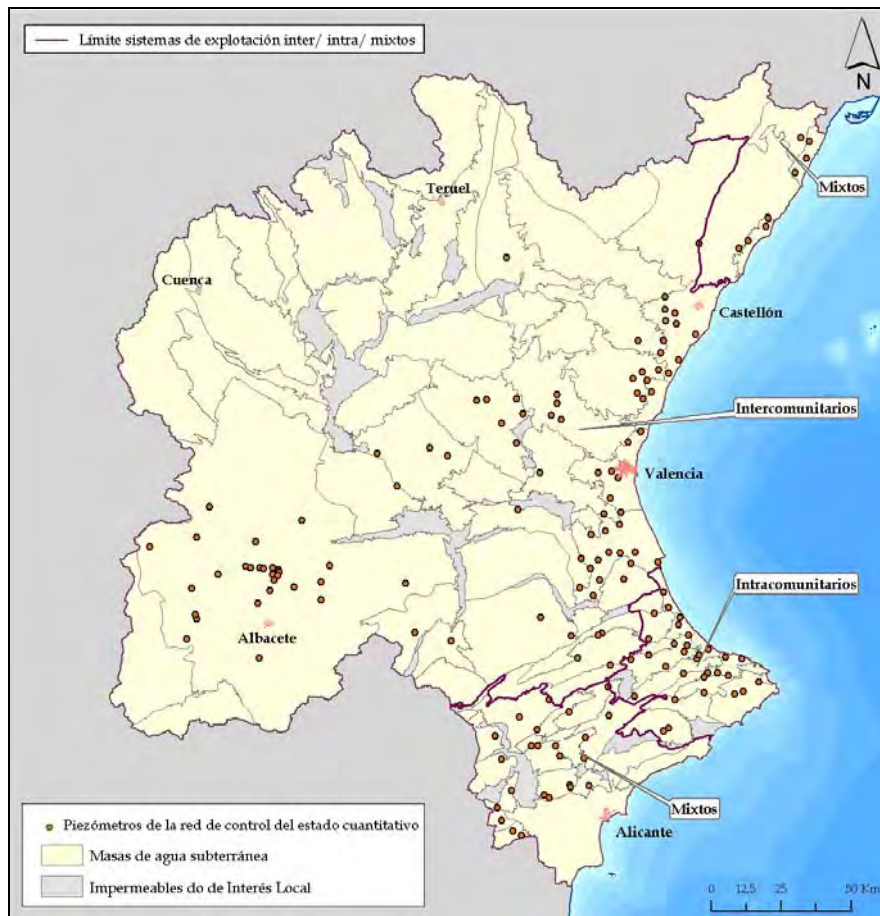 Límite sistemas de explotación inter/ intra/ mixtos
N
Teruel
Mixtos
Cuenca
Castellón
Intercomunitarios
Valencia
Intracomunitarios
Albacete
Mixtos
Alicante
Piezómetros de la red de control del estado cuantitativo
Masas de agua subterránea
Impermeables do de Interés Local
0 12,5 25 50 Km